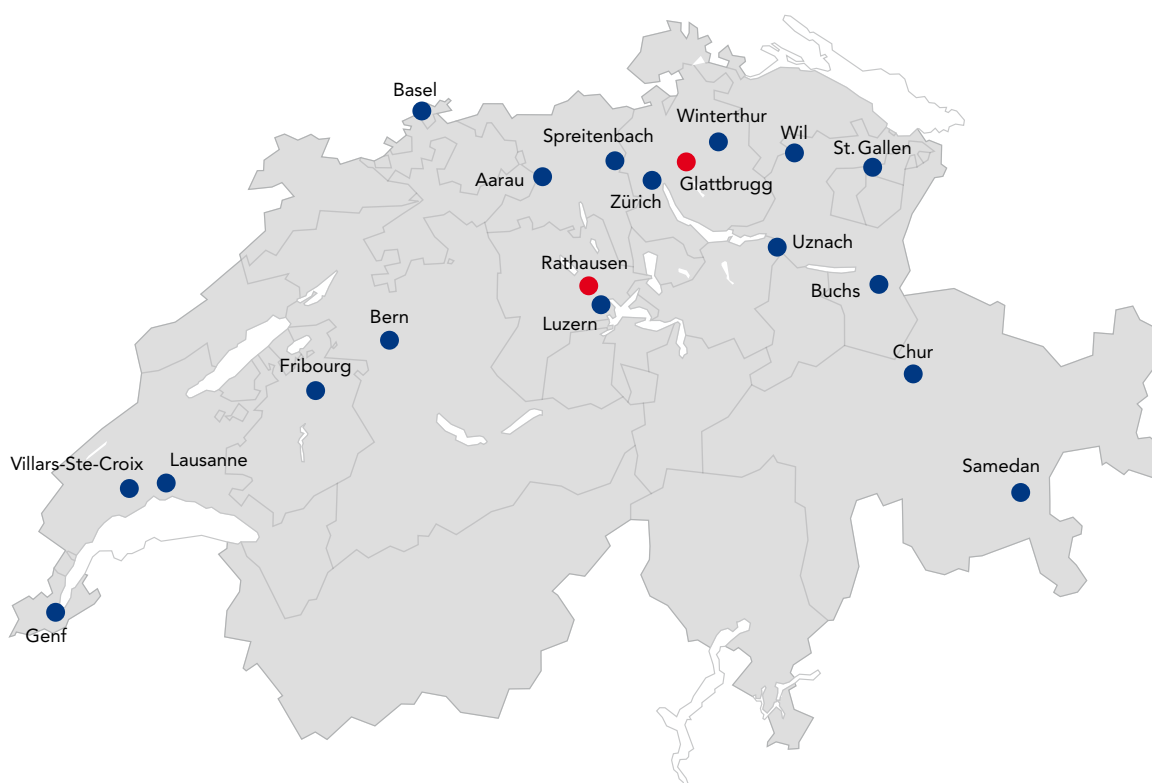 Basel
Winterthur
Spreitenbach
Wil
St. Gallen
Aarau
Glattbrugg
Zürich
Uznach
Rathausen
Buchs
Luzern
Bern
Chur
Fribourg
Lausanne
Villars-Ste-Croix
Samedan
Genf